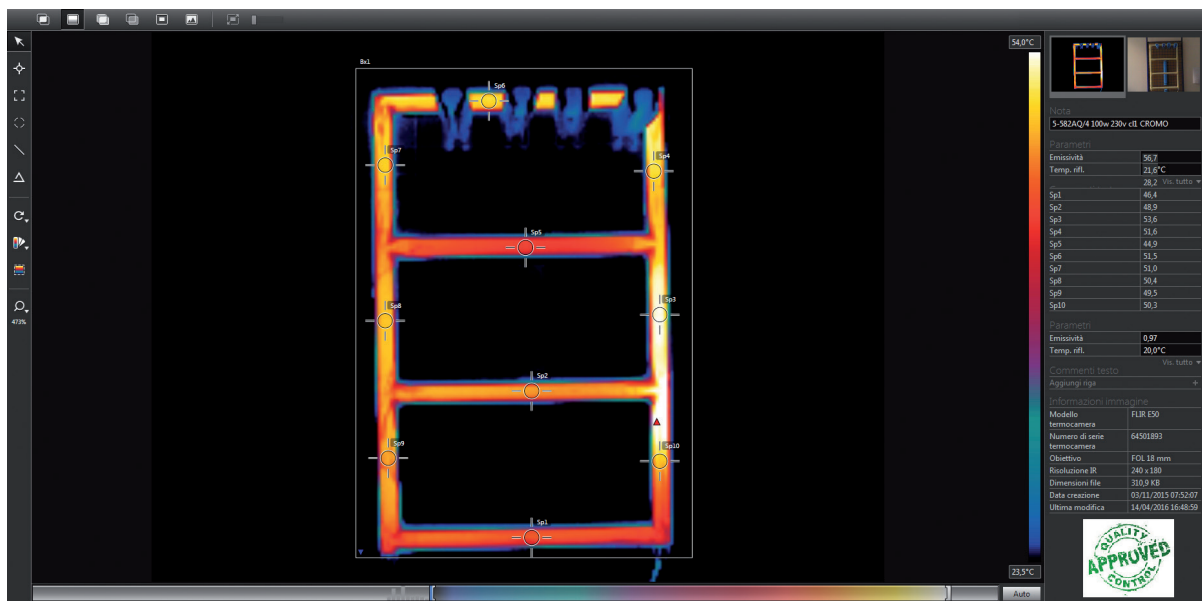 54,0°C
Bx1
Sp6
Sp7
Sp4
Sp5
Sp8
Sp3
Sp2
Sp9
Sp10
Sp1
23,5°C
Auto
473%
Nota
5-582AQ/4 100w 230v cl1 CROMO
Parametri
Emissività 56,7
Temp. rifl. 21,6°C
28,2 Vis. tutto
Sp1 46,4
Sp2 48,9
Sp3 53,6
Sp4 51,6
Sp5 44,9
Sp6 51,5
Sp7 51,0
Sp8 50,4
Sp9 49,5
Sp10 50,3
Parametri
Emissività 0,97
Temp. rifl. 20,0°C
Vis. tutto
Commenti testo
Aggiungi riga +
Informazioni immagine
Modello termocamera FLIR E50
Numero di serie termocamera 64501893
Obiettivo FOL 18 mm
Risoluzione IR 240 x 180
Dimensioni file 310,9 KB
Data creazione 03/11/2015 07:52:07
Ultima modifica 14/04/2016 16:48:59
QUALITY
APPROVED
CONTROL